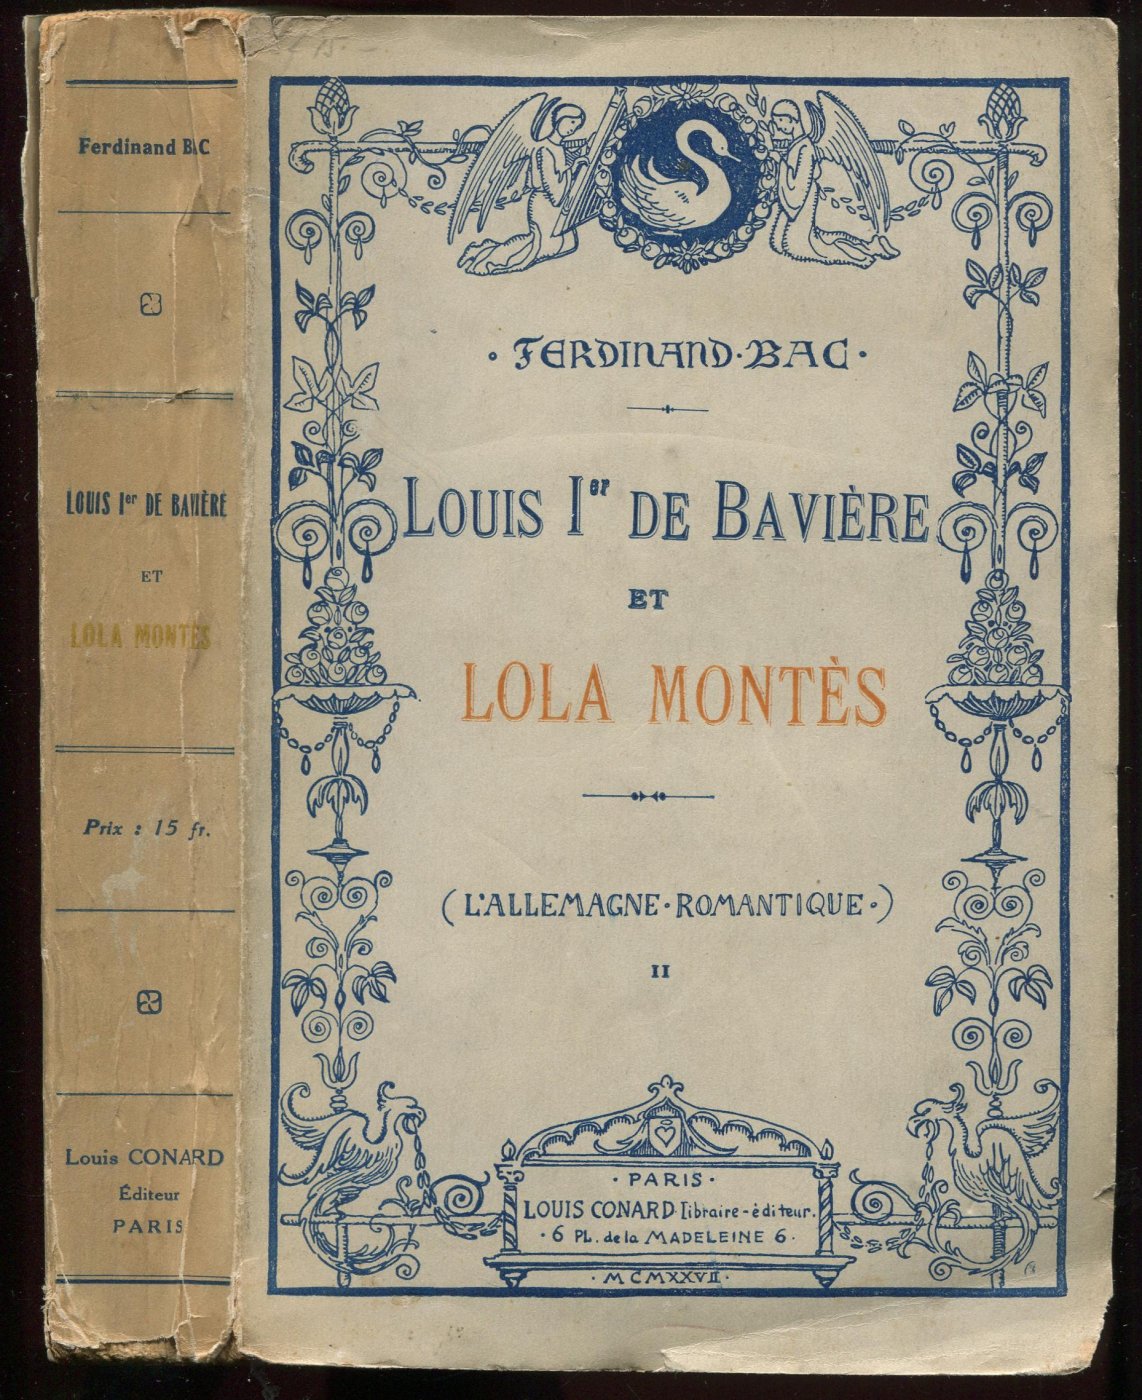 Ferdinand BAC
LOUIS Ier DE BAVIÈRE
ET
LOLA MONTÈS
Prix : 15 fr.
Louis CONARD
Éditeur
PARIS
· FERDINAND · BAC ·
LOUIS Ier DE BAVIÈRE
ET
LOLA MONTÈS
(L'ALLEMAGNE · ROMANTIQUE ·)
II
· PARIS ·
LOUIS CONARD libraire-éditeur.
· 6 PL. de la MADELEINE 6 ·
· MCMXXVII ·